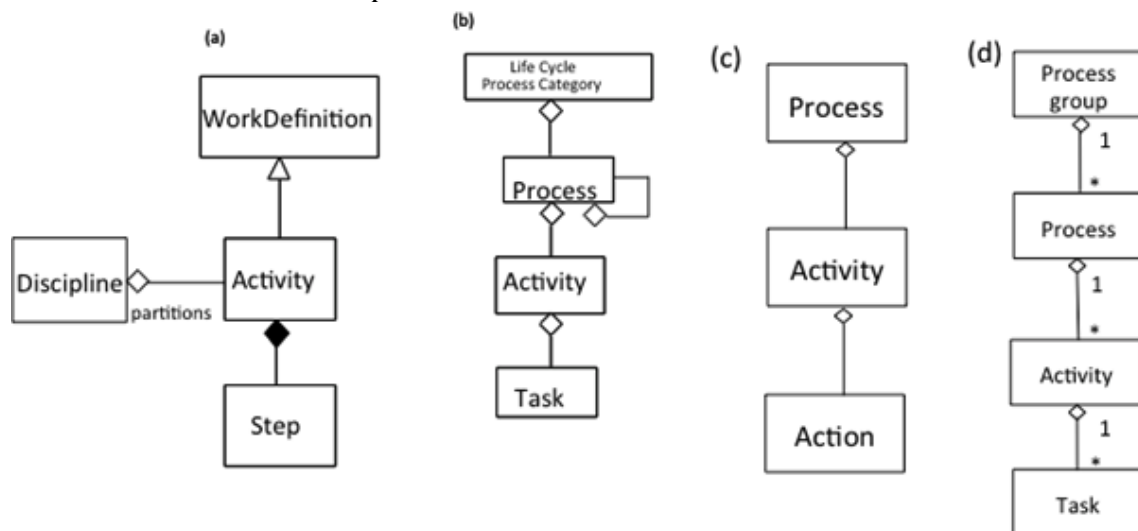 (a)
WorkDefinition
Discipline
partitions
Activity
Step
(b)
Life Cycle
Process Category
Process
Activity
Task
(c)
Process
Activity
Action
(d)
Process
group
1
*
Process
1
*
Activity
1
*
Task